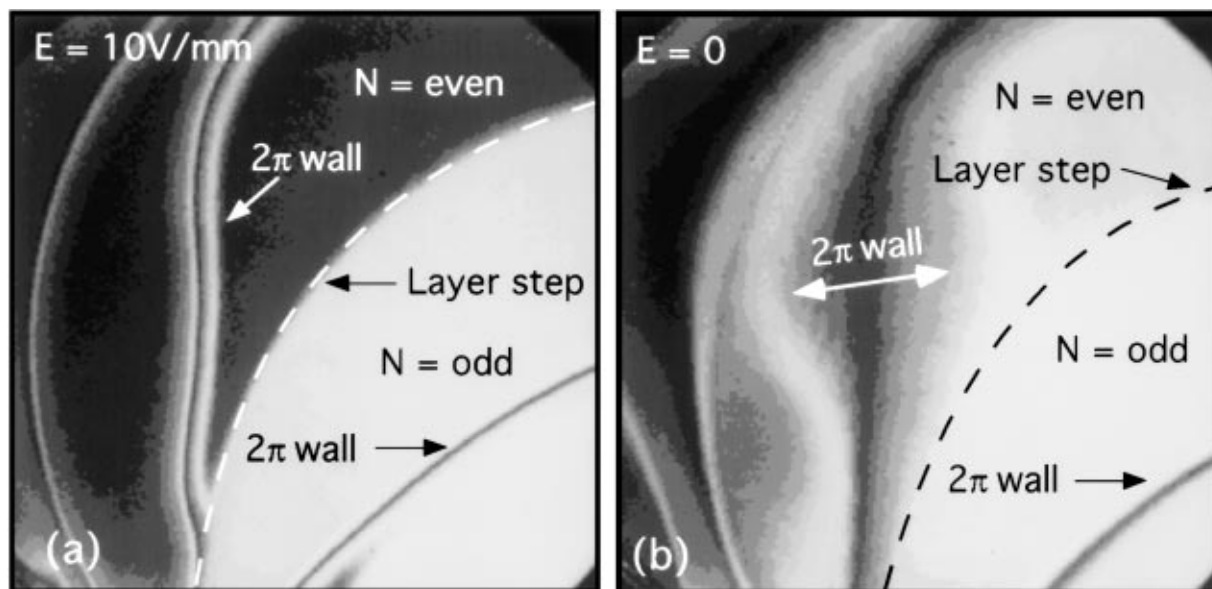 E = 10V/mm
N = even
2π wall
Layer step
N = odd
2π wall
(a)
E = 0
N = even
Layer step
2π wall
N = odd
2π wall
(b)